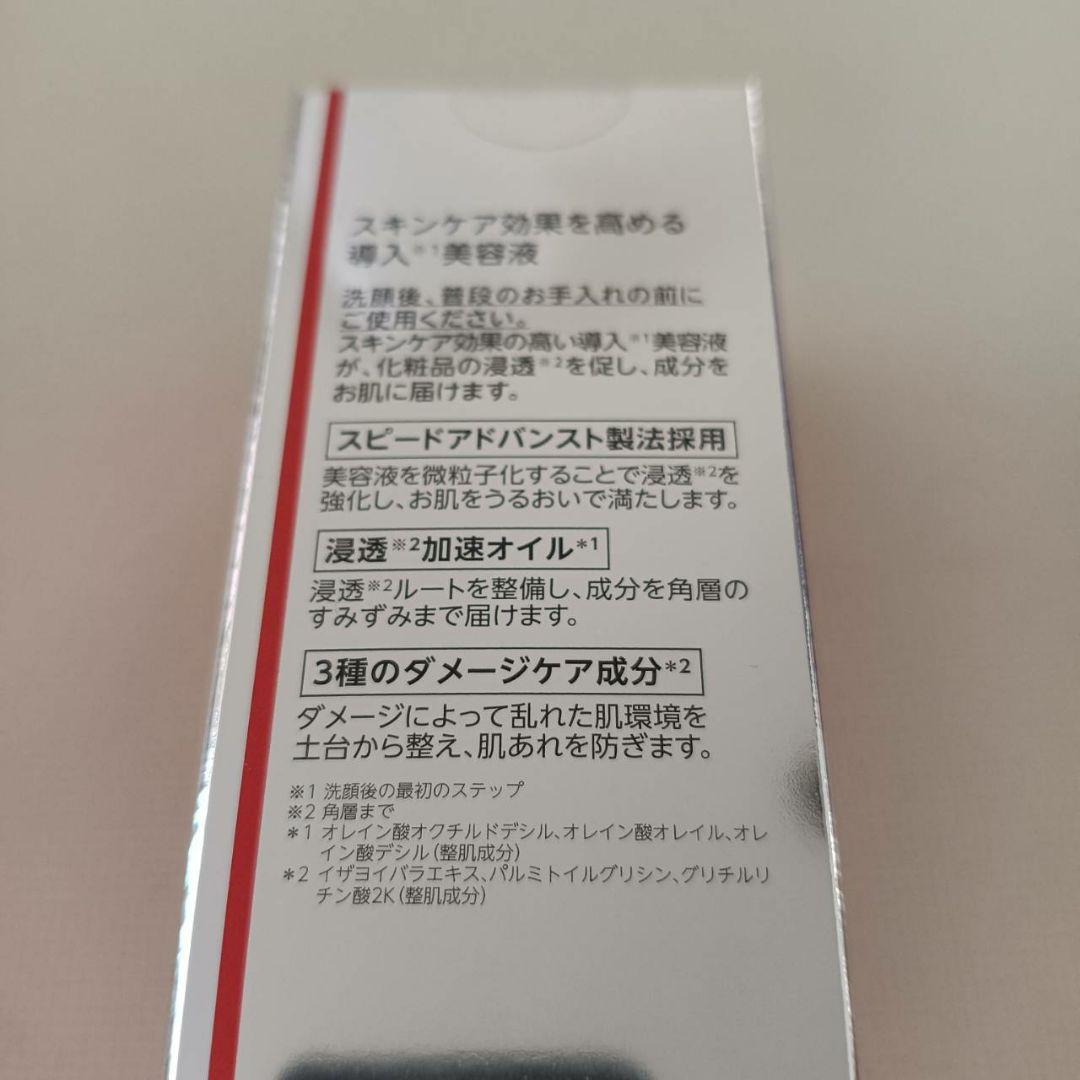 スキンケア効果を高める
導入※1美容液
洗顔後、普段のお手入れの前に
ご使用ください。
スキンケア効果の高い導入※1美容液
が、化粧品の浸透※2を促し、成分を
お肌に届けます。
スピードアドバンスト製法採用
美容液を微粒子化することで浸透※2を
強化し、お肌をうるおいで満たします。
浸透※2加速オイル*1
浸透※2ルートを整備し、成分を角層の
すみずみまで届けます。
3種のダメージケア成分*2
ダメージによって乱れた肌環境を
土台から整え、肌あれを防ぎます。
※1 洗顔後の最初のステップ
※2 角層まで
*1 オレイン酸オクチルドデシル、オレイン酸オレイル、オレ
イン酸デシル(整肌成分)
*2 イザヨイバラエキス、パルミトイルグリシン、グリチルリ
チン酸2K(整肌成分)